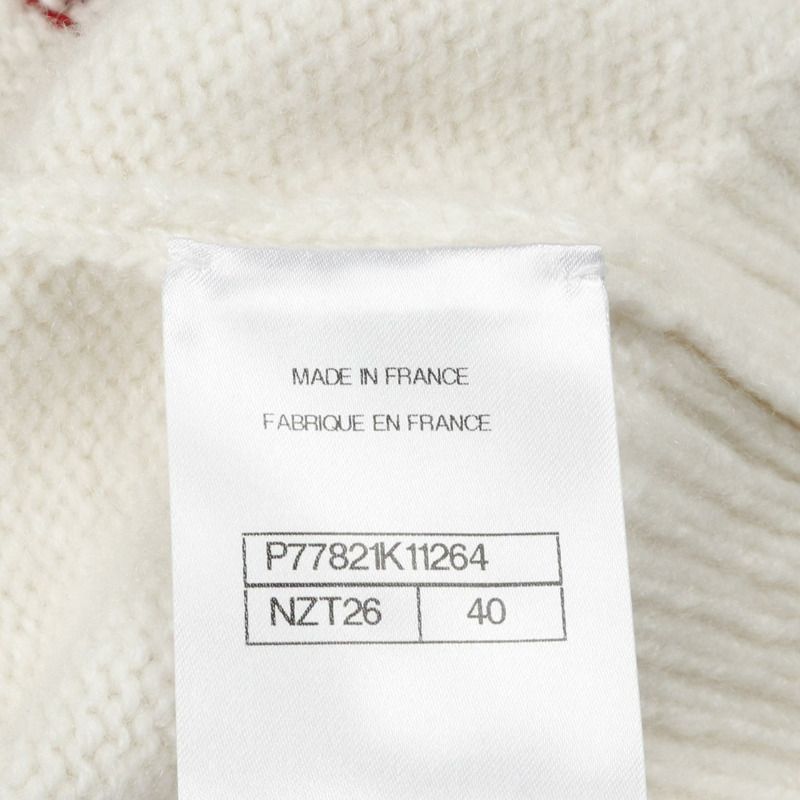 MADE IN FRANCE
FABRIQUE EN FRANCE
P77821K11264
NZT26 40